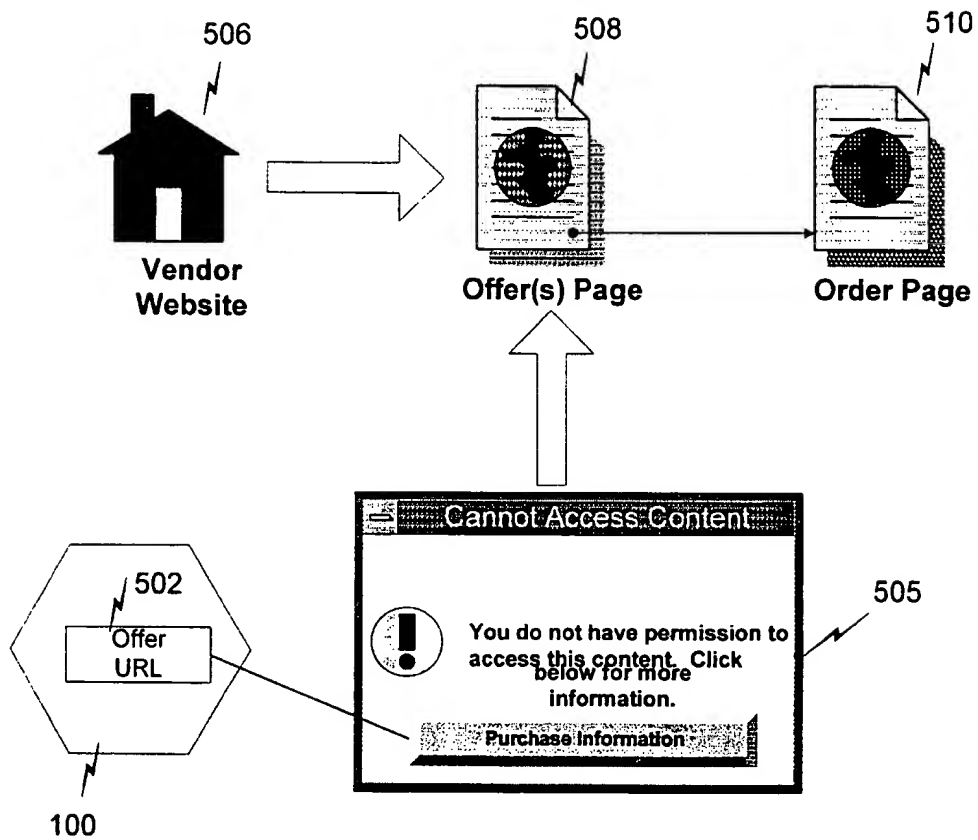 506
508
510
Vendor
Website
Offer(s) Page
Order Page
Cannot Access Content
502
Offer
URL
505
You do not have permission to
access this content. Click
below for more
information.
Purchase Information
100